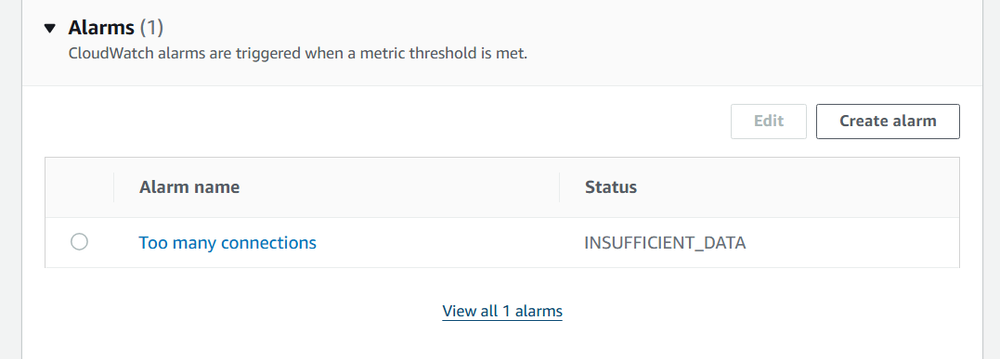 ▼ Alarms (1)
CloudWatch alarms are triggered when a metric threshold is met.
Edit Create alarm
Alarm name Status
Too many connections INSUFFICIENT_DATA
View all 1 alarms